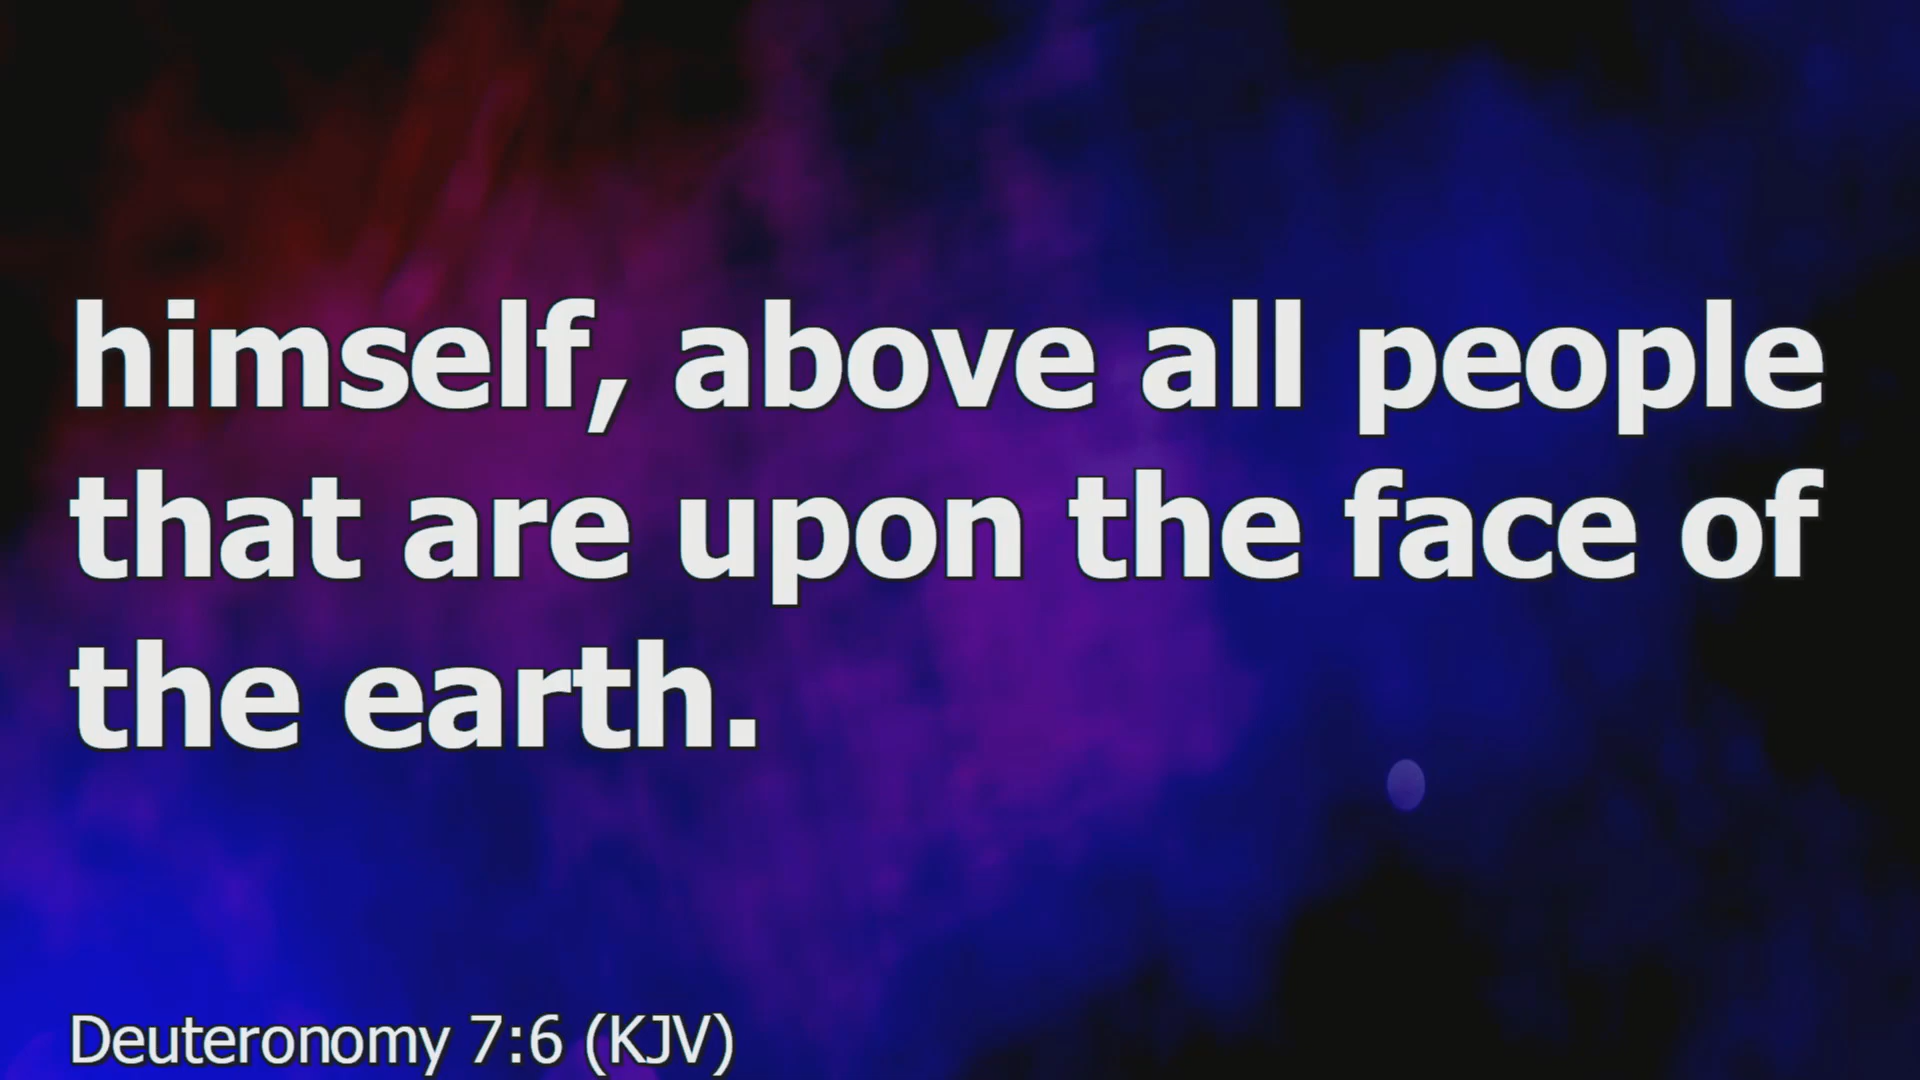 himself, above all people
that are upon the face of
the earth.
Deuteronomy 7:6 (KJV)